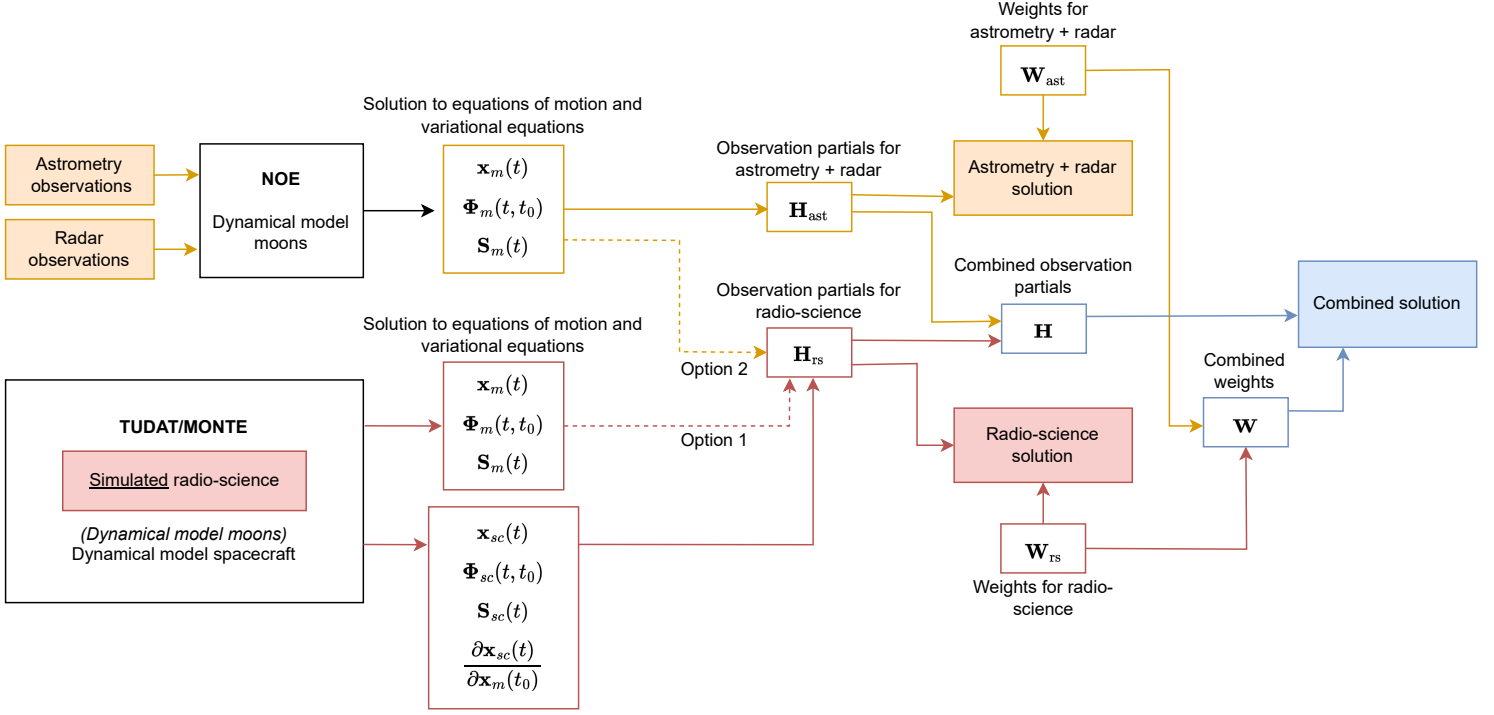 Weights for
astrometry + radar
W_ast
Solution to equations of motion and
variational equations
Astrometry
observations
Radar
observations
NOE
Dynamical model
moons
x_m(t)
Φ_m(t, t_0)
S_m(t)
Observation partials for
astrometry + radar
H_ast
Astrometry + radar
solution
Combined observation
partials
H
Combined solution
Observation partials for
radio-science
H_rs
Option 2
Option 1
Solution to equations of motion and
variational equations
x_m(t)
Φ_m(t, t_0)
S_m(t)
Combined
weights
W
TUDAT/MONTE
Simulated radio-science
(Dynamical model moons)
Dynamical model spacecraft
Radio-science
solution
x_sc(t)
Φ_sc(t, t_0)
S_sc(t)
∂x_sc(t)
∂x_m(t_0)
W_rs
Weights for radio-
science